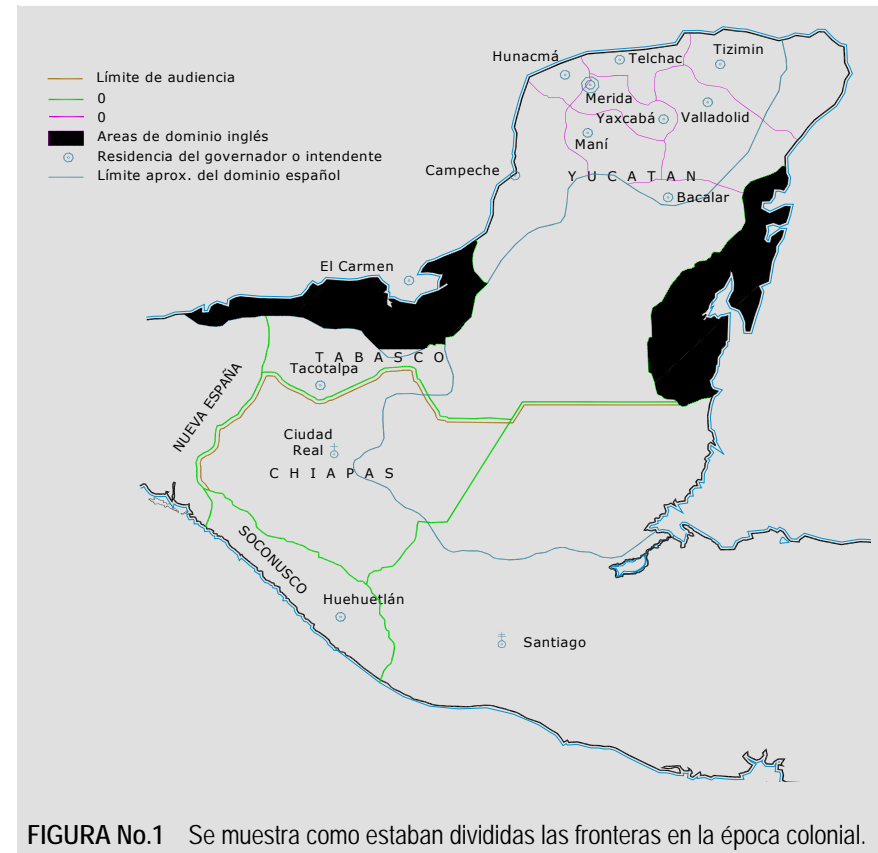 Límite de audiencia
0
0
Areas de dominio inglés
Residencia del governador o intendente
Límite aprox. del dominio español
Hunacmá
Telchac
Tizimin
Merida
Yaxcabá
Valladolid
Maní
Campeche
Y U C A T A N
Bacalar
El Carmen
T A B A S C O
Tacotalpa
NUEVA ESPAÑA
Ciudad
Real
C H I A P A S
SOCONUSCO
Huehuetlán
Santiago
FIGURA No.1 Se muestra como estaban divididas las fronteras en la época colonial.